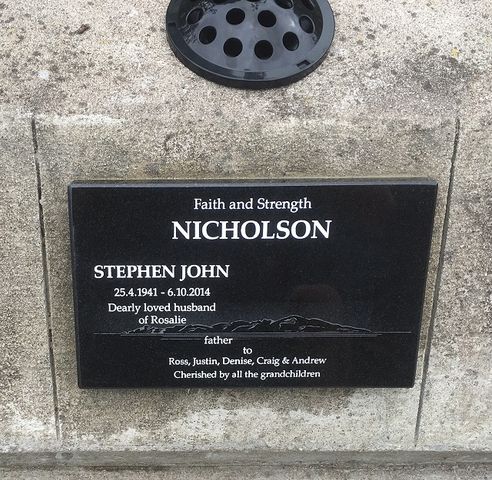 Faith and Strength
NICHOLSON
STEPHEN JOHN
25.4.1941 - 6.10.2014
Dearly loved husband
of Rosalie
father
to
Ross, Justin, Denise, Craig & Andrew
Cherished by all the grandchildren